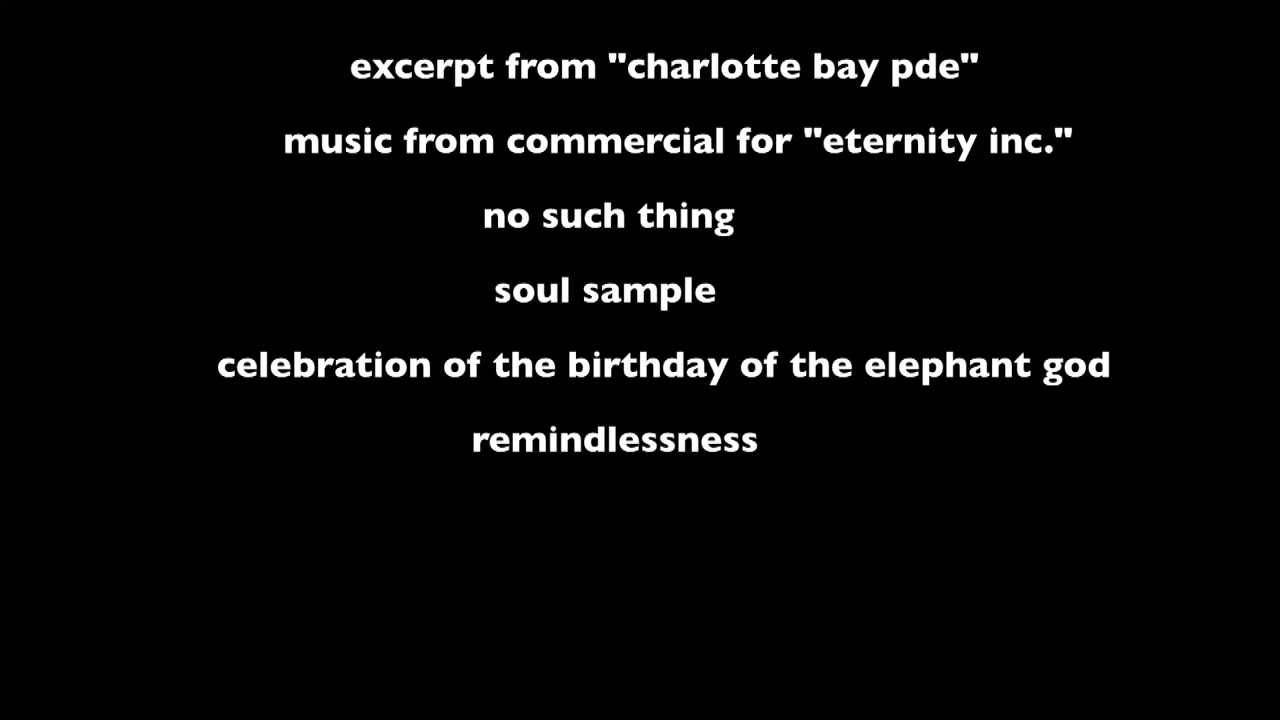 excerpt from "charlotte bay pde"
music from commercial for "eternity inc."
no such thing
soul sample
celebration of the birthday of the elephant god
remindlessness